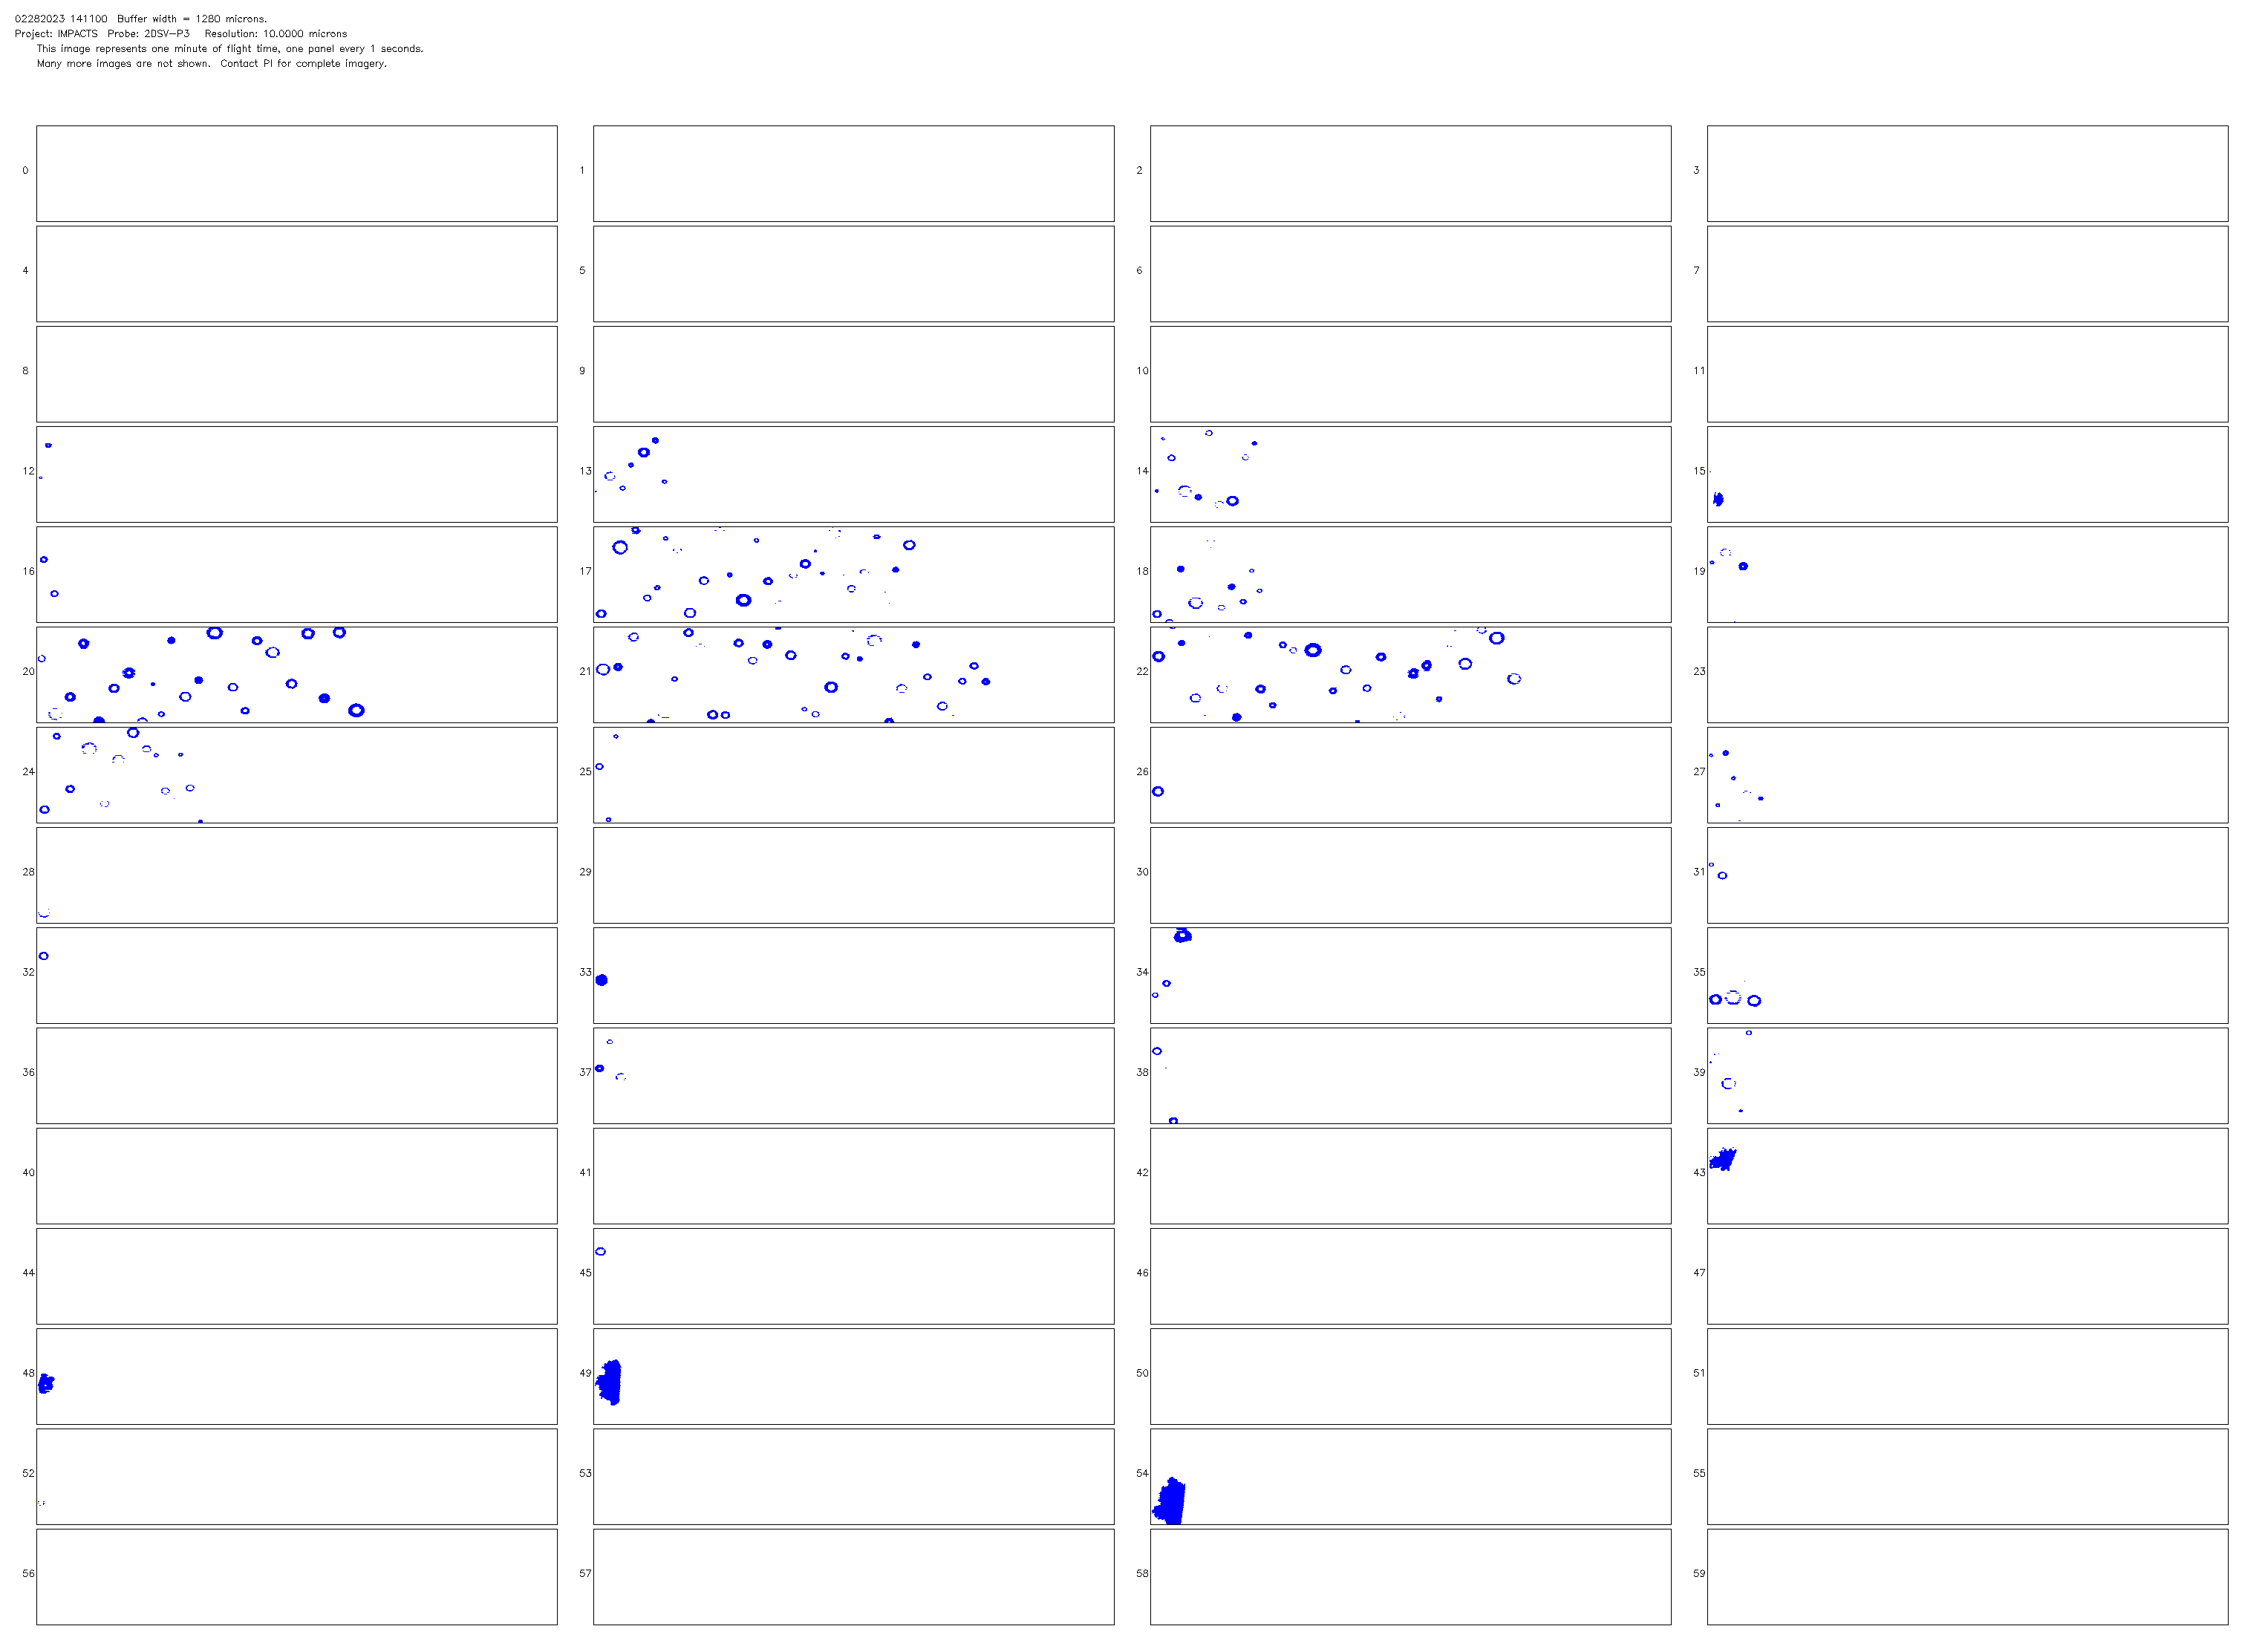 02282023 141100  Buffer width = 1280 microns.
Project: IMPACTS  Probe: 2DSV-P3   Resolution: 10.0000 microns
This image represents one minute of flight time, one panel every 1 seconds.
Many more images are not shown.  Contact PI for complete imagery.
0 1 2 3
4 5 6 7
8 9 10 11
12 13 14 15
16 17 18 19
20 21 22 23
24 25 26 27
28 29 30 31
32 33 34 35
36 37 38 39
40 41 42 43
44 45 46 47
48 49 50 51
52 53 54 55
56 57 58 59